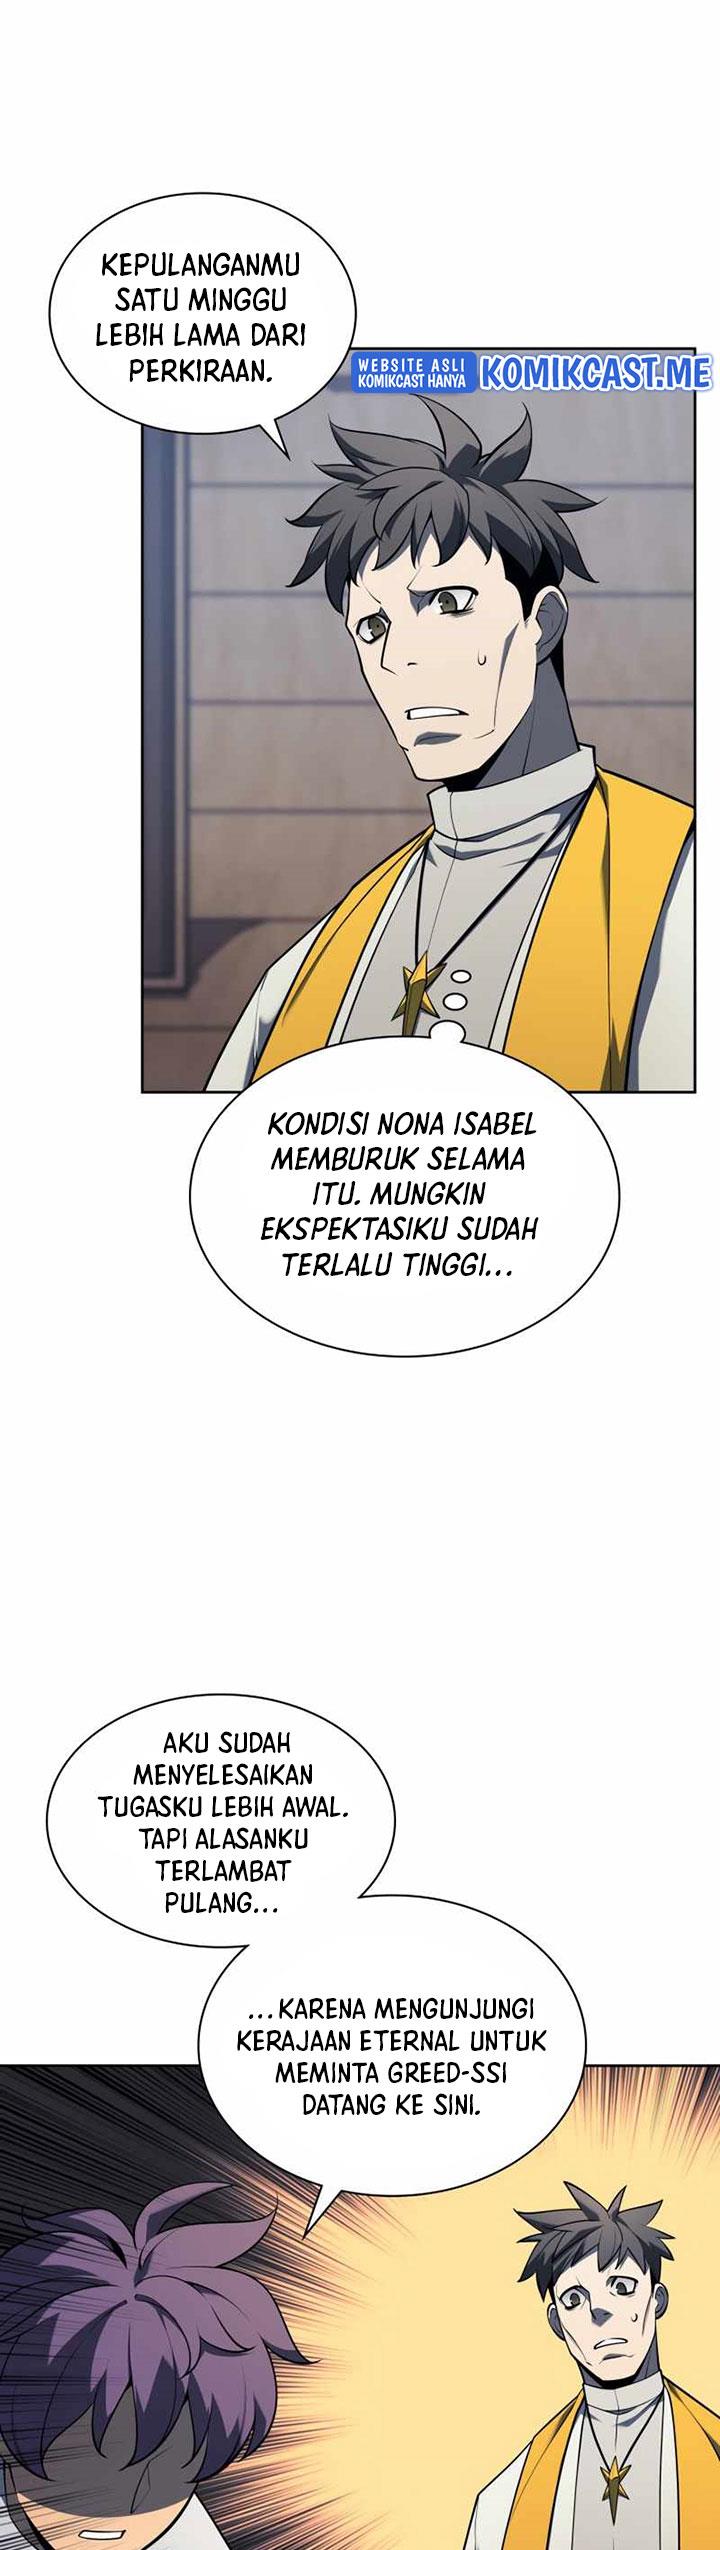 KEPULANGANMU
SATU MINGGU
LEBIH LAMA DARI
PERKIRAAN.
WEBSITE ASLI
KOMIKCAST HANYA
KOMIKCAST.ME
KONDISI NONA ISABEL
MEMBURUK SELAMA
ITU. MUNGKIN
EKSPEKTASIKU SUDAH
TERLALU TINGGI...
AKU SUDAH
MENYELESAIKAN
TUGASKU LEBIH AWAL.
TAPI ALASANKU
TERLAMBAT
PULANG...
...KARENA MENGUNJUNGI
KERAJAAN ETERNAL UNTUK
MEMINTA GREED-SSI
DATANG KE SINI.